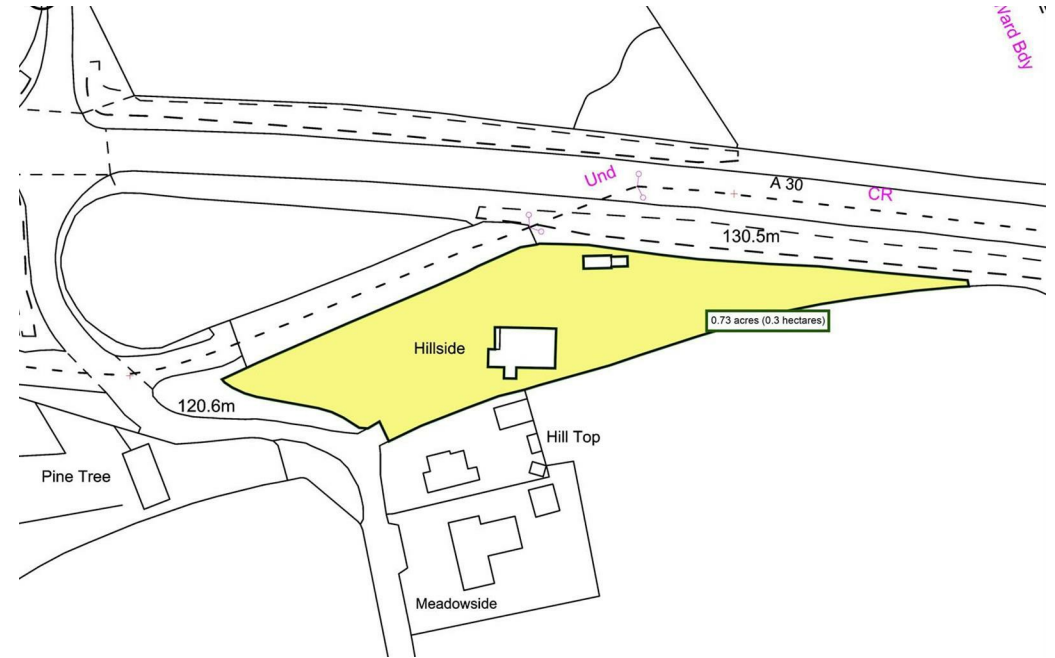 Ward Bdy
Und
A 30
CR
130.5m
0.73 acres (0.3 hectares)
Hillside
120.6m
Hill Top
Pine Tree
Meadowside